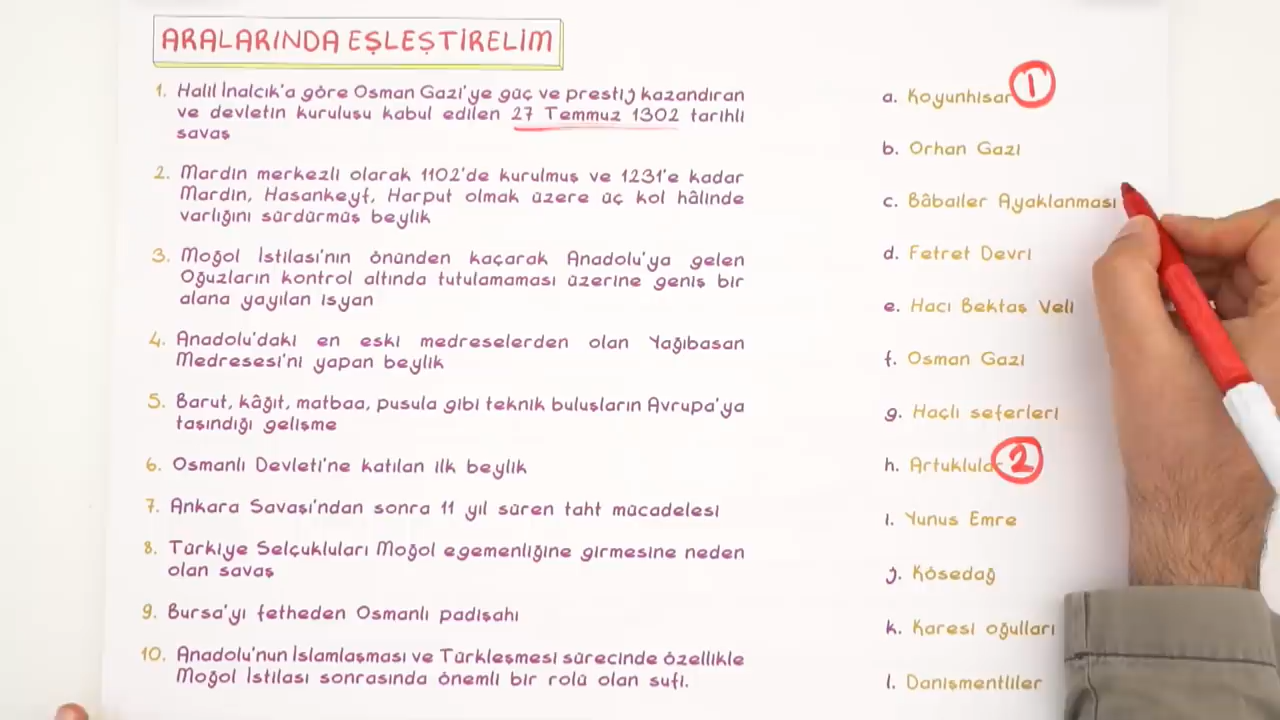 ARALARINDA EŞLEŞTİRELİM
1. Halil İnalcık'a göre Osman Gazi'ye güç ve prestij kazandıran
ve devletin kuruluşu kabul edilen 27 Temmuz 1302 tarihli
savaş
2. Mardin merkezli olarak 1102'de kurulmuş ve 1231'e kadar
Mardin, Hasankeyf, Harput olmak üzere üç kol hâlinde
varlığını sürdürmüş beylik
3. Moğol İstilası'nın önünden kaçarak Anadolu'ya gelen
Oğuzların kontrol altında tutulamaması üzerine geniş bir
alana yayılan isyan
4. Anadolu'daki en eski medreselerden olan Yağıbasan
Medresesi'ni yapan beylik
5. Barut, kâğıt, matbaa, pusula gibi teknik buluşların Avrupa'ya
taşındığı gelişme
6. Osmanlı Devleti'ne katılan ilk beylik
7. Ankara Savaşı'ndan sonra 11 yıl süren taht mücadelesi
8. Türkiye Selçukluları Moğol egemenliğine girmesine neden
olan savaş
9. Bursa'yı fetheden Osmanlı padişahı
10. Anadolu'nun İslamlaşması ve Türkleşmesi sürecinde özellikle
Moğol İstilası sonrasında önemli bir rolü olan sufi.
a. Koyunhisar 1
b. Orhan Gazi
c. Bâbailer Ayaklanması
d. Fetret Devri
e. Hacı Bektaş Veli
f. Osman Gazi
g. Haçlı seferleri
h. Artuklular 2
ı. Yunus Emre
j. Kösedağ
k. Karesi oğulları
l. Danişmentliler